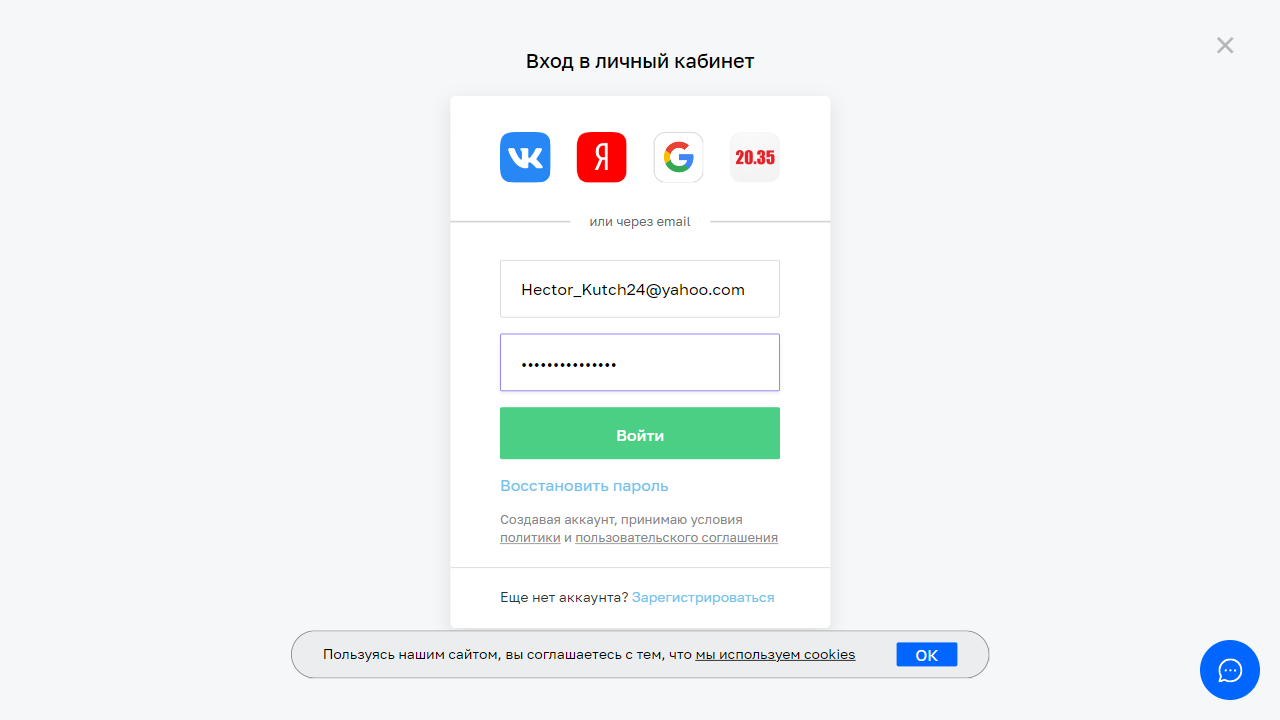 Вход в личный кабинет
Я
20.35
или через email
Hector_Kutch24@yahoo.com
•••••••••••••••
Войти
Восстановить пароль
Создавая аккаунт, принимаю условия
политики и пользовательского соглашения
Еще нет аккаунта? Зарегистрироваться
Пользуясь нашим сайтом, вы соглашаетесь с тем, что мы используем cookies
OK